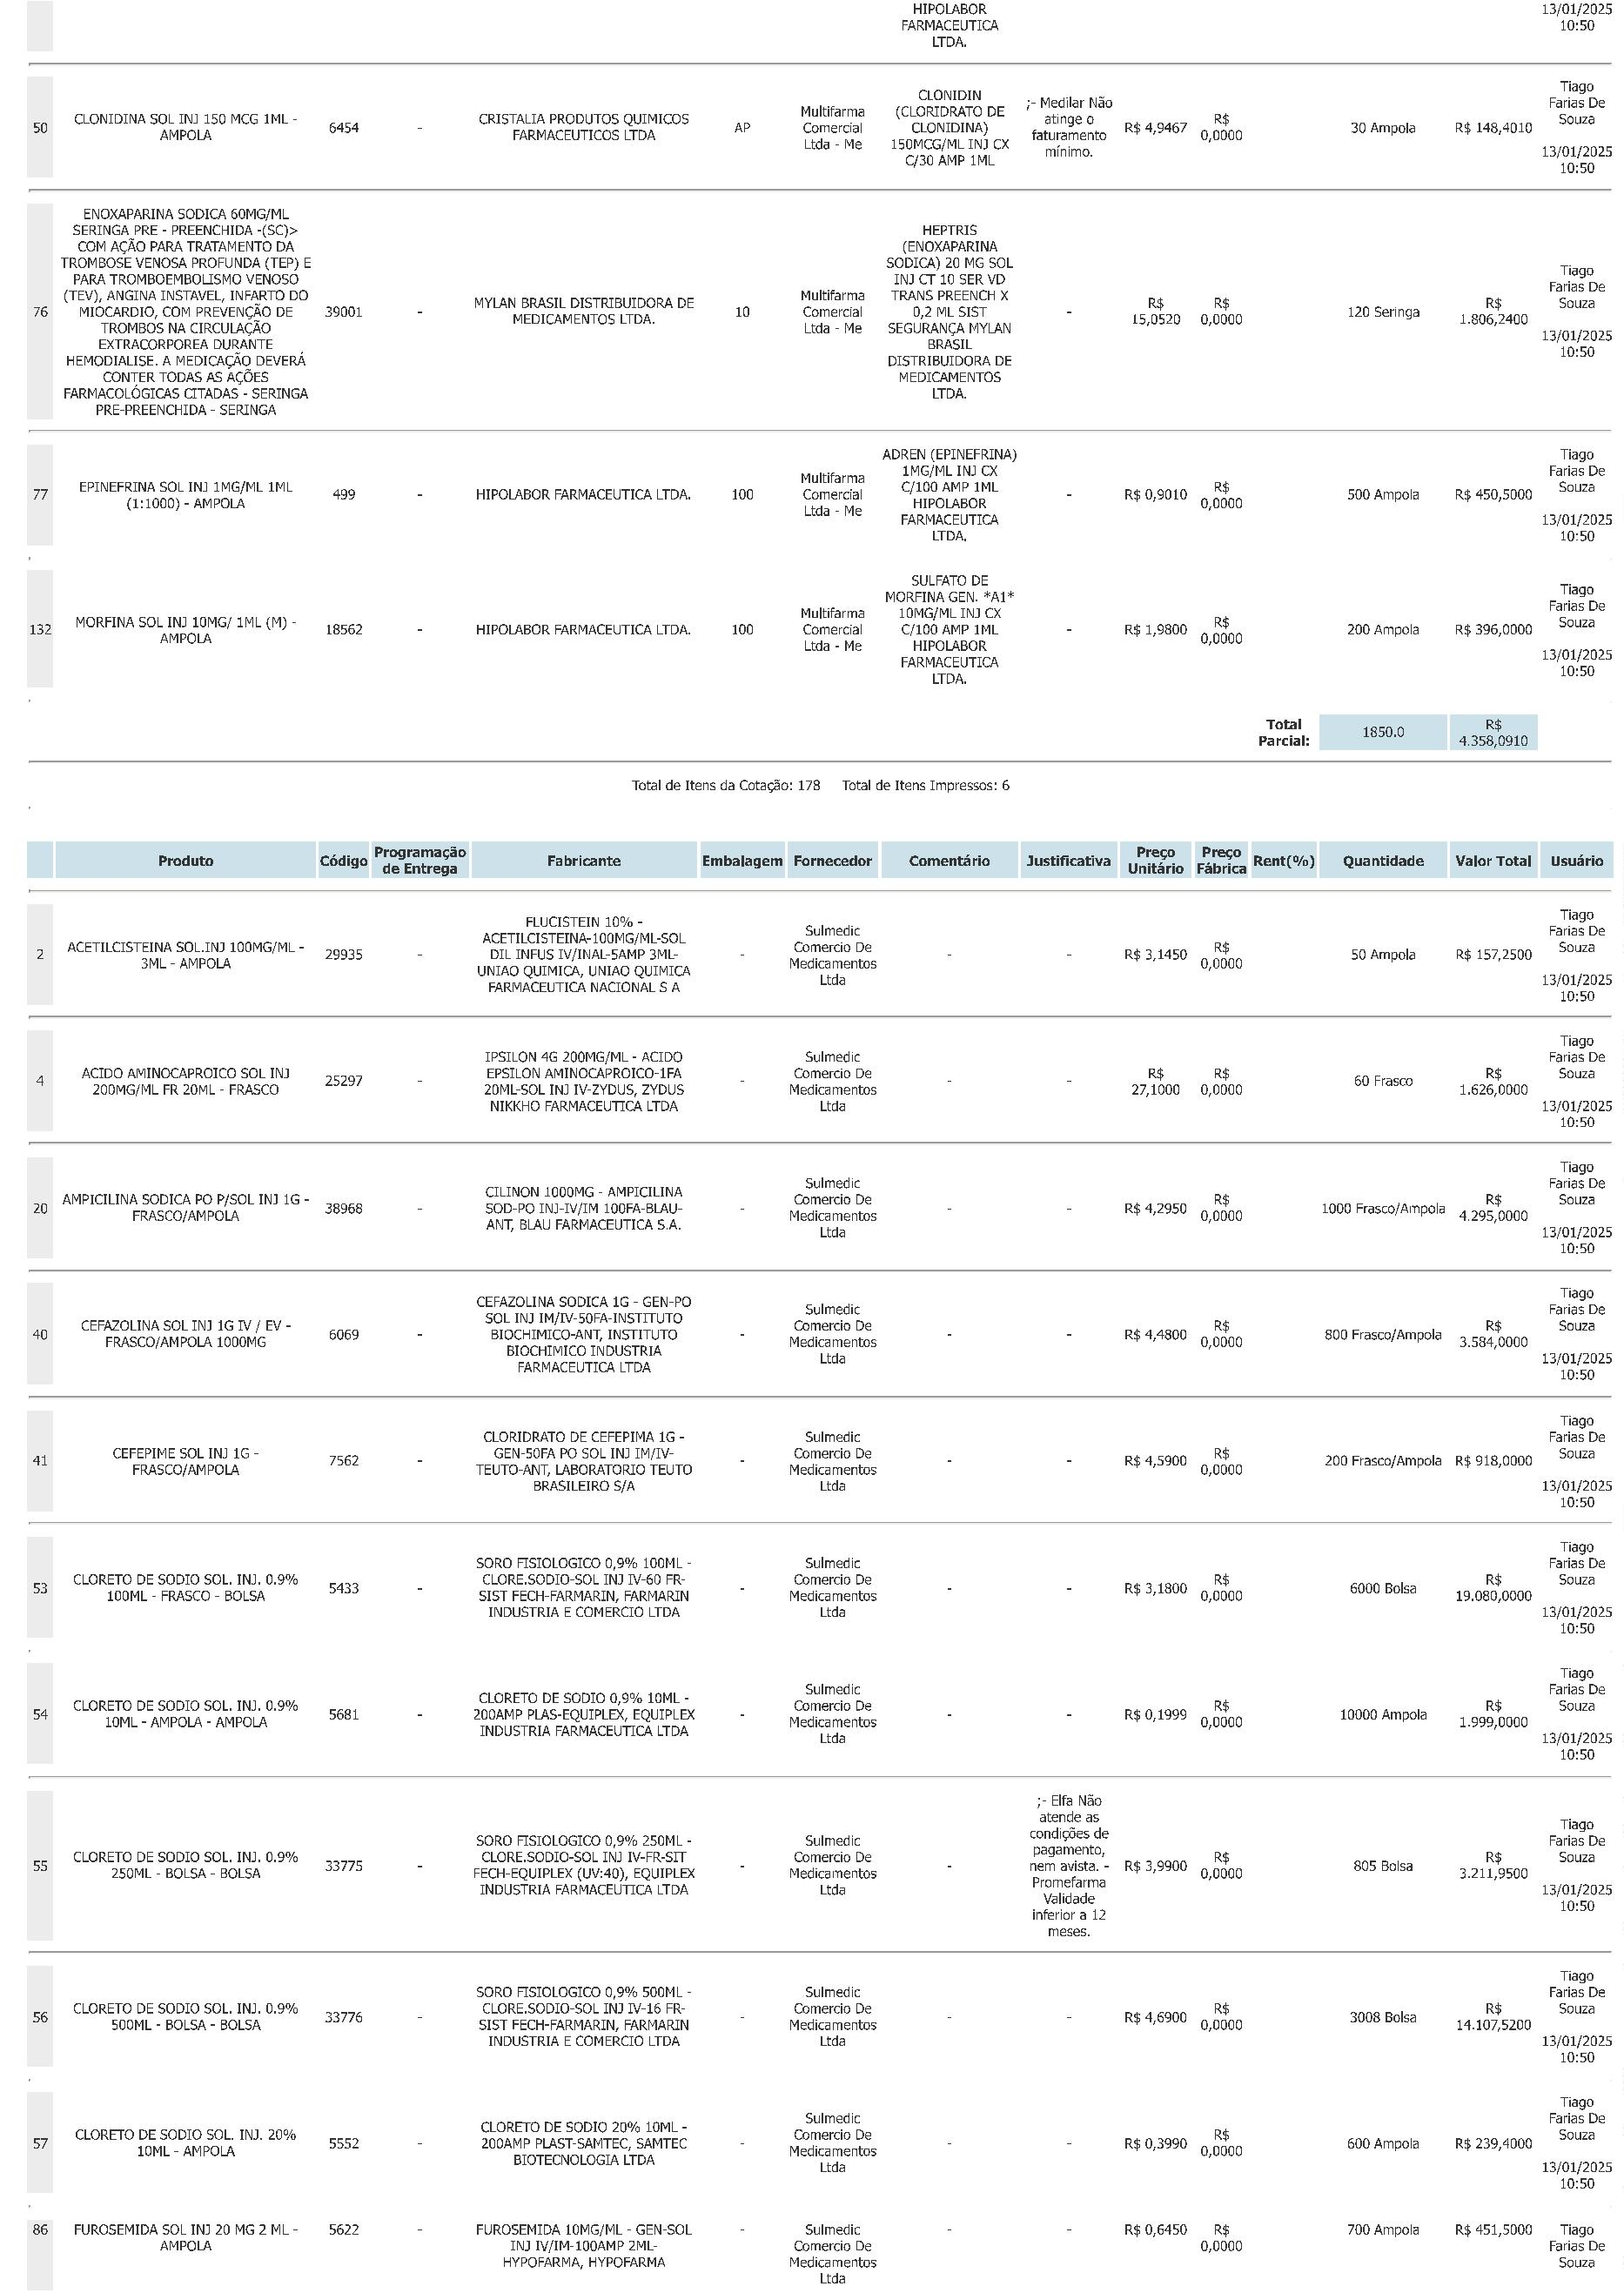 HIPOLABOR
FARMACEUTICA
LTDA.
13/01/2025
10:50
50
CLONIDINA SOL INJ 150 MCG 1ML -
AMPOLA
6454
-
CRISTALIA PRODUTOS QUIMICOS
FARMACEUTICOS LTDA
AP
Multifarma
Comercial
Ltda - Me
CLONIDIN
(CLORIDRATO DE
CLONIDINA)
150MCG/ML INJ CX
C/30 AMP 1ML
;- Medilar Não
atinge o
faturamento
mínimo.
R$ 4,9467
R$
0,0000
30 Ampola
R$ 148,4010
Tiago
Farias De
Souza
13/01/2025
10:50
76
ENOXAPARINA SODICA 60MG/ML
SERINGA PRE - PREENCHIDA -(SC)>
COM AÇÃO PARA TRATAMENTO DA
TROMBOSE VENOSA PROFUNDA (TEP) E
PARA TROMBOEMBOLISMO VENOSO
(TEV), ANGINA INSTAVEL, INFARTO DO
MIOCARDIO, COM PREVENÇÃO DE
TROMBOS NA CIRCULAÇÃO
EXTRACORPOREA DURANTE
HEMODIALISE. A MEDICAÇÃO DEVERÁ
CONTER TODAS AS AÇÕES
FARMACOLÓGICAS CITADAS - SERINGA
PRE-PREENCHIDA - SERINGA
39001
-
MYLAN BRASIL DISTRIBUIDORA DE
MEDICAMENTOS LTDA.
10
Multifarma
Comercial
Ltda - Me
HEPTRIS
(ENOXAPARINA
SODICA) 20 MG SOL
INJ CT 10 SER VD
TRANS PREENCH X
0,2 ML SIST
SEGURANÇA MYLAN
BRASIL
DISTRIBUIDORA DE
MEDICAMENTOS
LTDA.
-
R$
15,0520
R$
0,0000
120 Seringa
R$
1.806,2400
Tiago
Farias De
Souza
13/01/2025
10:50
77
EPINEFRINA SOL INJ 1MG/ML 1ML
(1:1000) - AMPOLA
499
-
HIPOLABOR FARMACEUTICA LTDA.
100
Multifarma
Comercial
Ltda - Me
ADREN (EPINEFRINA)
1MG/ML INJ CX
C/100 AMP 1ML
HIPOLABOR
FARMACEUTICA
LTDA.
-
R$ 0,9010
R$
0,0000
500 Ampola
R$ 450,5000
Tiago
Farias De
Souza
13/01/2025
10:50
132
MORFINA SOL INJ 10MG/ 1ML (M) -
AMPOLA
18562
-
HIPOLABOR FARMACEUTICA LTDA.
100
Multifarma
Comercial
Ltda - Me
SULFATO DE
MORFINA GEN. *A1*
10MG/ML INJ CX
C/100 AMP 1ML
HIPOLABOR
FARMACEUTICA
LTDA.
-
R$ 1,9800
R$
0,0000
200 Ampola
R$ 396,0000
Tiago
Farias De
Souza
13/01/2025
10:50
Total
Parcial:
1850.0
R$
4.358,0910
Total de Itens da Cotação: 178 Total de Itens Impressos: 6
Produto
Código
Programação
de Entrega
Fabricante
Embalagem
Fornecedor
Comentário
Justificativa
Preço
Unitário
Preço
Fábrica
Rent(%)
Quantidade
Valor Total
Usuário
2
ACETILCISTEINA SOL.INJ 100MG/ML -
3ML - AMPOLA
29935
-
FLUCISTEIN 10% -
ACETILCISTEINA-100MG/ML-SOL
DIL INFUS IV/INAL-5AMP 3ML-
UNIAO QUIMICA, UNIAO QUIMICA
FARMACEUTICA NACIONAL S A
-
Sulmedic
Comercio De
Medicamentos
Ltda
-
-
R$ 3,1450
R$
0,0000
50 Ampola
R$ 157,2500
Tiago
Farias De
Souza
13/01/2025
10:50
4
ACIDO AMINOCAPROICO SOL INJ
200MG/ML FR 20ML - FRASCO
25297
-
IPSILON 4G 200MG/ML - ACIDO
EPSILON AMINOCAPROICO-1FA
20ML-SOL INJ IV-ZYDUS, ZYDUS
NIKKHO FARMACEUTICA LTDA
-
Sulmedic
Comercio De
Medicamentos
Ltda
-
-
R$
27,1000
R$
0,0000
60 Frasco
R$
1.626,0000
Tiago
Farias De
Souza
13/01/2025
10:50
20
AMPICILINA SODICA PO P/SOL INJ 1G -
FRASCO/AMPOLA
38968
-
CILINON 1000MG - AMPICILINA
SOD-PO INJ-IV/IM 100FA-BLAU-
ANT, BLAU FARMACEUTICA S.A.
-
Sulmedic
Comercio De
Medicamentos
Ltda
-
-
R$ 4,2950
R$
0,0000
1000 Frasco/Ampola
R$
4.295,0000
Tiago
Farias De
Souza
13/01/2025
10:50
40
CEFAZOLINA SOL INJ 1G IV / EV -
FRASCO/AMPOLA 1000MG
6069
-
CEFAZOLINA SODICA 1G - GEN-PO
SOL INJ IM/IV-50FA-INSTITUTO
BIOCHIMICO-ANT, INSTITUTO
BIOCHIMICO INDUSTRIA
FARMACEUTICA LTDA
-
Sulmedic
Comercio De
Medicamentos
Ltda
-
-
R$ 4,4800
R$
0,0000
800 Frasco/Ampola
R$
3.584,0000
Tiago
Farias De
Souza
13/01/2025
10:50
41
CEFEPIME SOL INJ 1G -
FRASCO/AMPOLA
7562
-
CLORIDRATO DE CEFEPIMA 1G -
GEN-50FA PO SOL INJ IM/IV-
TEUTO-ANT, LABORATORIO TEUTO
BRASILEIRO S/A
-
Sulmedic
Comercio De
Medicamentos
Ltda
-
-
R$ 4,5900
R$
0,0000
200 Frasco/Ampola
R$ 918,0000
Tiago
Farias De
Souza
13/01/2025
10:50
53
CLORETO DE SODIO SOL. INJ. 0.9%
100ML - FRASCO - BOLSA
5433
-
SORO FISIOLOGICO 0,9% 100ML -
CLORE.SODIO-SOL INJ IV-60 FR-
SIST FECH-FARMARIN, FARMARIN
INDUSTRIA E COMERCIO LTDA
-
Sulmedic
Comercio De
Medicamentos
Ltda
-
-
R$ 3,1800
R$
0,0000
6000 Bolsa
R$
19.080,0000
Tiago
Farias De
Souza
13/01/2025
10:50
54
CLORETO DE SODIO SOL. INJ. 0.9%
10ML - AMPOLA - AMPOLA
5681
-
CLORETO DE SODIO 0,9% 10ML -
200AMP PLAS-EQUIPLEX, EQUIPLEX
INDUSTRIA FARMACEUTICA LTDA
-
Sulmedic
Comercio De
Medicamentos
Ltda
-
-
R$ 0,1999
R$
0,0000
10000 Ampola
R$
1.999,0000
Tiago
Farias De
Souza
13/01/2025
10:50
55
CLORETO DE SODIO SOL. INJ. 0.9%
250ML - BOLSA - BOLSA
33775
-
SORO FISIOLOGICO 0,9% 250ML -
CLORE.SODIO-SOL INJ IV-FR-SIT
FECH-EQUIPLEX (UV:40), EQUIPLEX
INDUSTRIA FARMACEUTICA LTDA
-
Sulmedic
Comercio De
Medicamentos
Ltda
-
;- Elfa Não
atende as
condições de
pagamento,
nem avista. -
Promefarma
Validade
inferior a 12
meses.
R$ 3,9900
R$
0,0000
805 Bolsa
R$
3.211,9500
Tiago
Farias De
Souza
13/01/2025
10:50
56
CLORETO DE SODIO SOL. INJ. 0.9%
500ML - BOLSA - BOLSA
33776
-
SORO FISIOLOGICO 0,9% 500ML -
CLORE.SODIO-SOL INJ IV-16 FR-
SIST FECH-FARMARIN, FARMARIN
INDUSTRIA E COMERCIO LTDA
-
Sulmedic
Comercio De
Medicamentos
Ltda
-
-
R$ 4,6900
R$
0,0000
3008 Bolsa
R$
14.107,5200
Tiago
Farias De
Souza
13/01/2025
10:50
57
CLORETO DE SODIO SOL. INJ. 20%
10ML - AMPOLA
5552
-
CLORETO DE SODIO 20% 10ML -
200AMP PLAST-SAMTEC, SAMTEC
BIOTECNOLOGIA LTDA
-
Sulmedic
Comercio De
Medicamentos
Ltda
-
-
R$ 0,3990
R$
0,0000
600 Ampola
R$ 239,4000
Tiago
Farias De
Souza
13/01/2025
10:50
86
FUROSEMIDA SOL INJ 20 MG 2 ML -
AMPOLA
5622
-
FUROSEMIDA 10MG/ML - GEN-SOL
INJ IV/IM-100AMP 2ML-
HYPOFARMA, HYPOFARMA
-
Sulmedic
Comercio De
Medicamentos
Ltda
-
-
R$ 0,6450
R$
0,0000
700 Ampola
R$ 451,5000
Tiago
Farias De
Souza